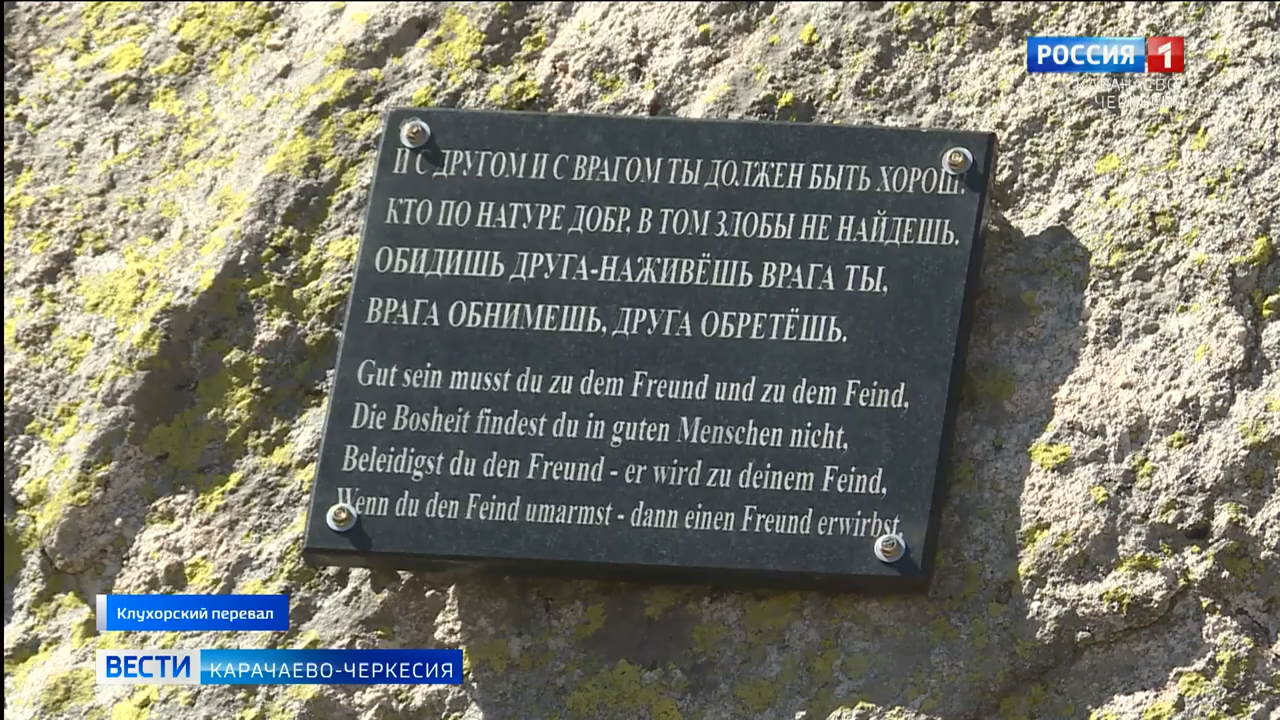 РОССИЯ 1
КАРАЧАЕВО-
ЧЕРКЕСИЯ
И С ДРУГОМ И С ВРАГОМ ТЫ ДОЛЖЕН БЫТЬ ХОРОШ.
КТО ПО НАТУРЕ ДОБР, В ТОМ ЗЛОБЫ НЕ НАЙДЕШЬ.
ОБИДИШЬ ДРУГА-НАЖИВЁШЬ ВРАГА ТЫ,
ВРАГА ОБНИМЕШЬ, ДРУГА ОБРЕТЁШЬ.
Gut sein musst du zu dem Freund und zu dem Feind,
Die Bosheit findest du in guten Menschen nicht,
Beleidigst du den Freund - er wird zu deinem Feind,
Wenn du den Feind umarmst - dann einen Freund erwirbst.
Клухорский перевал
ВЕСТИ КАРАЧАЕВО-ЧЕРКЕСИЯ